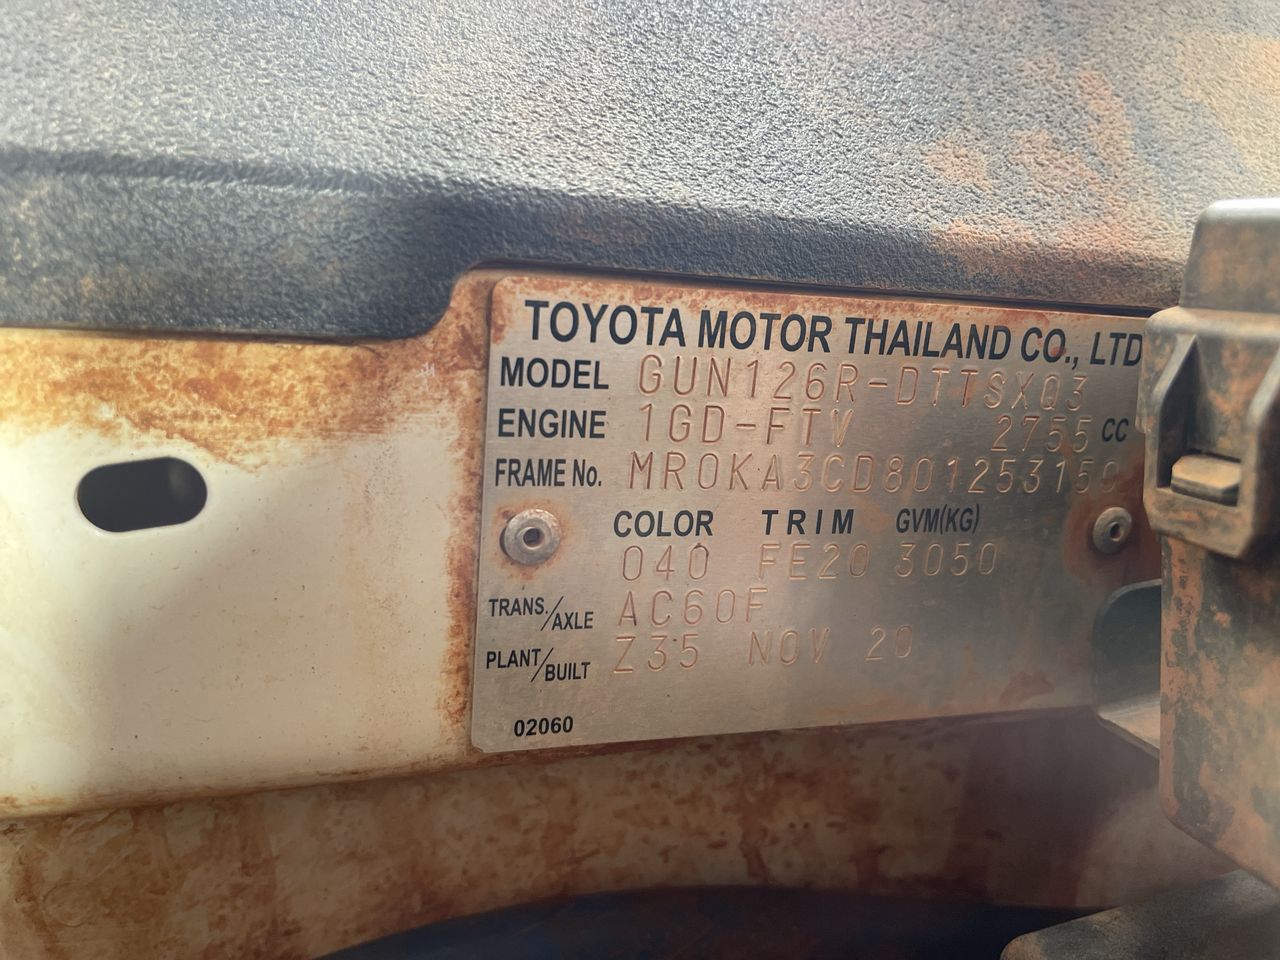 TOYOTA MOTOR THAILAND CO., LTD
MODEL GUN126R-DTTSXQ3
ENGINE 1GD-FTV 2755 CC
FRAME No. MR0KA3CD801253150
COLOR TRIM GVM(KG)
040 FE20 3050
TRANS./AXLE AC60F
PLANT/BUILT Z35 NOV 20
02060